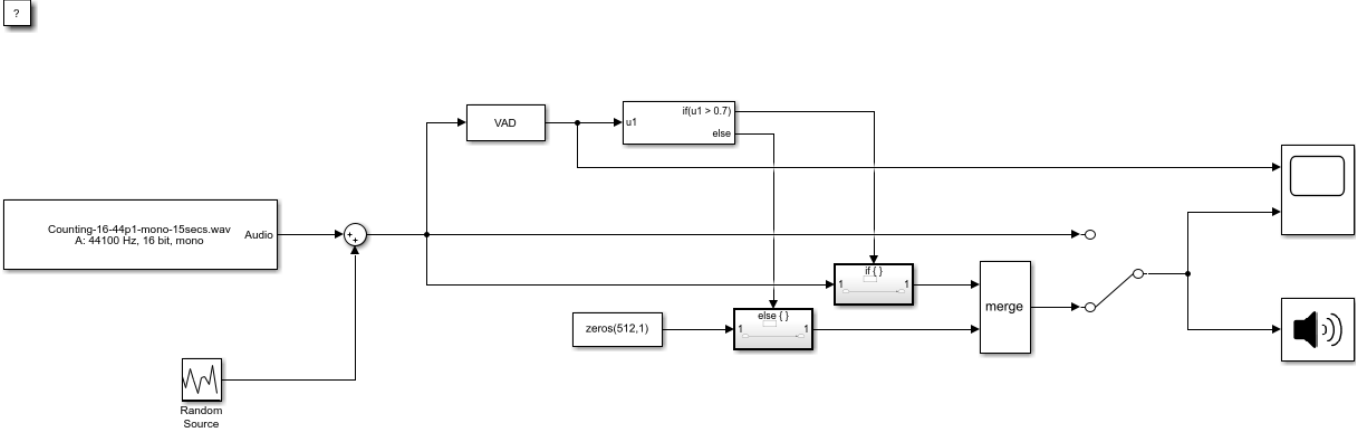 ?
VAD
u1
if(u1 > 0.7)
else
Counting-16-44p1-mono-15secs.wav
A: 44100 Hz, 16 bit, mono
Audio
+
+
if { }
1
1
merge
else { }
1
1
zeros(512,1)
Random
Source